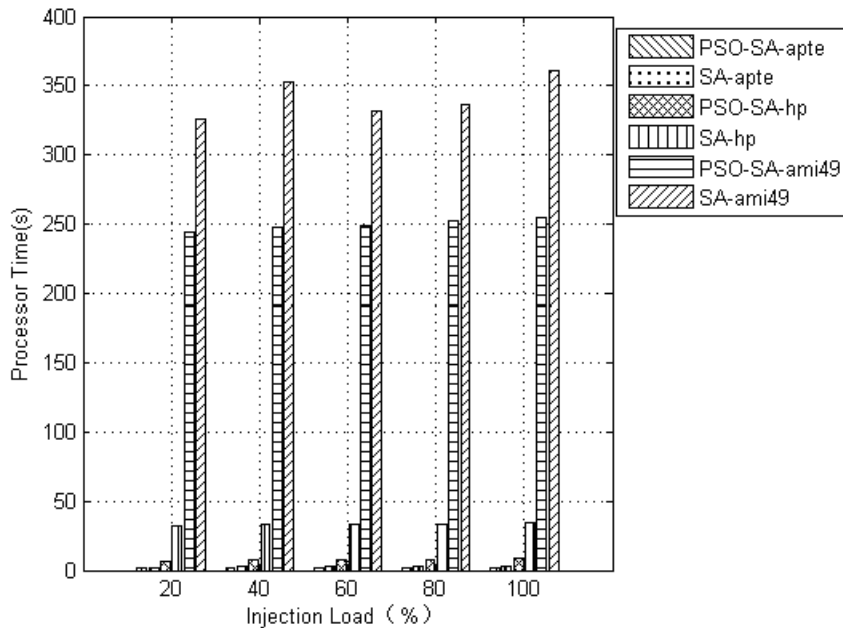 400
350
300
250
200
150
100
50
0
Processor Time(s)
20 40 60 80 100
Injection Load（%）
PSO-SA-apte
SA-apte
PSO-SA-hp
SA-hp
PSO-SA-ami49
SA-ami49